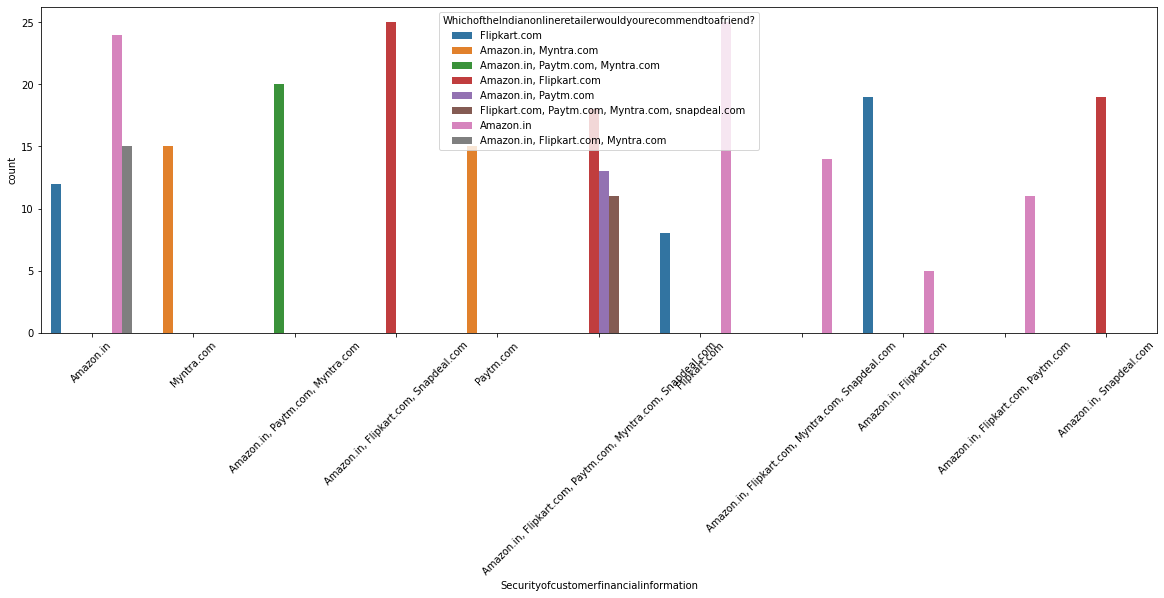 WhichoftheIndianonlineretailerwouldyourecommendtoafriend?
Flipkart.com
Amazon.in, Myntra.com
Amazon.in, Paytm.com, Myntra.com
Amazon.in, Flipkart.com
Amazon.in, Paytm.com
Flipkart.com, Paytm.com, Myntra.com, snapdeal.com
Amazon.in
Amazon.in, Flipkart.com, Myntra.com
count
25
20
15
10
5
0
Amazon.in
Myntra.com
Amazon.in, Paytm.com, Myntra.com
Amazon.in, Flipkart.com, Snapdeal.com
Paytm.com
Amazon.in, Flipkart.com, Paytm.com, Myntra.com, Snapdeal.com
Flipkart.com
Amazon.in, Flipkart.com, Myntra.com, Snapdeal.com
Amazon.in, Flipkart.com
Amazon.in, Flipkart.com, Paytm.com
Amazon.in, Snapdeal.com
Securityofcustomerfinancialinformation